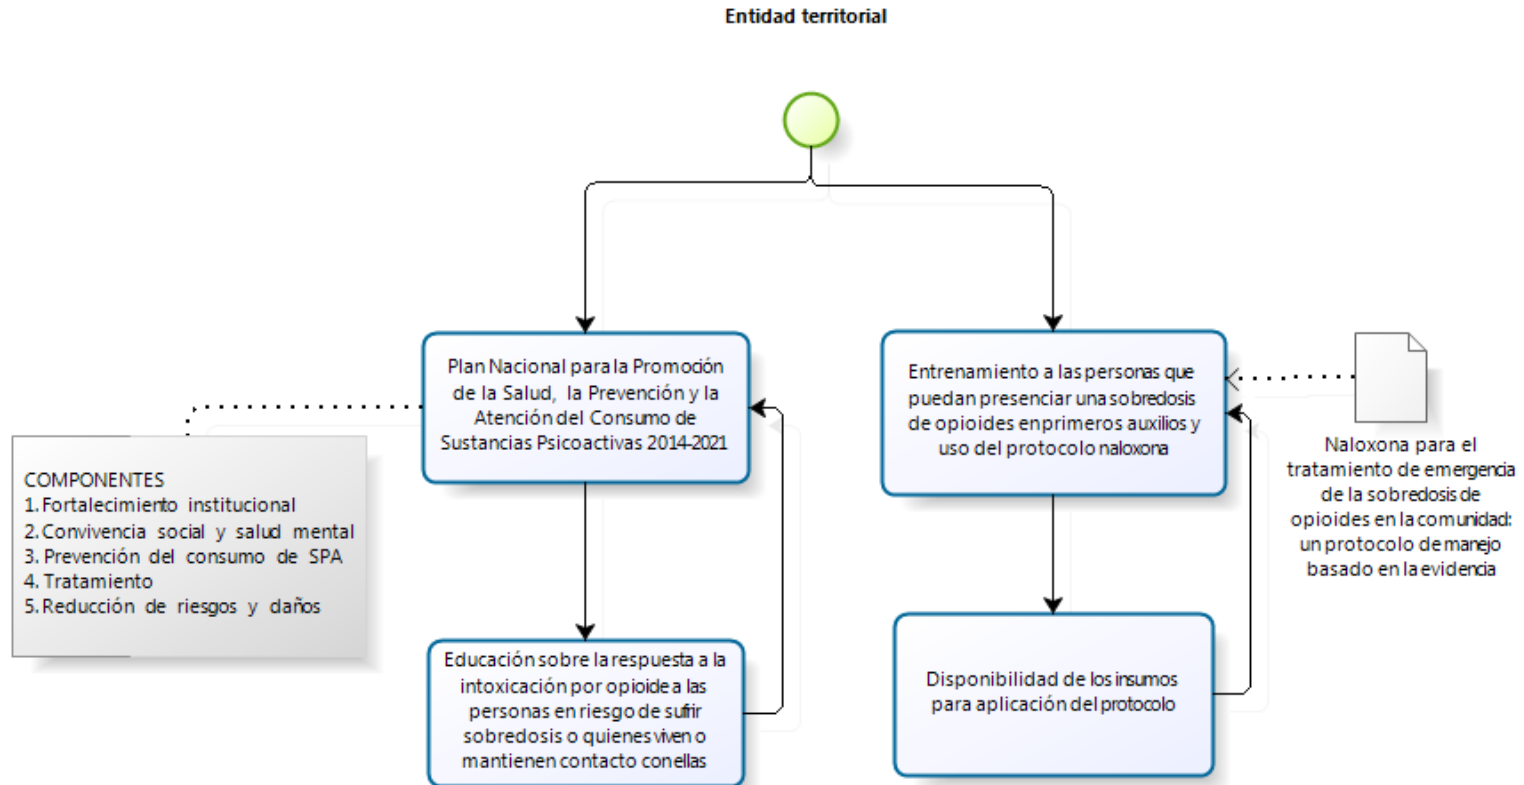 Entidad territorial
Plan Nacional para la Promoción
de la Salud, la Prevención y la
Atención del Consumo de
Sustancias Psicoactivas 2014-2021
Entrenamiento a las personas que
puedan presenciar una sobredosis
de opioides en primeros auxilios y
uso del protocolo naloxona
Naloxona para el
tratamiento de emergencia
de la sobredosis de
opioides en la comunidad:
un protocolo de manejo
basado en la evidencia
COMPONENTES
1. Fortalecimiento institucional
2. Convivencia social y salud mental
3. Prevención del consumo de SPA
4. Tratamiento
5. Reducción de riesgos y daños
Educación sobre la respuesta a la
intoxicación por opioide a las
personas en riesgo de sufrir
sobredosis o quienes viven o
mantienen contacto con ellas
Disponibilidad de los insumos
para aplicación del protocolo